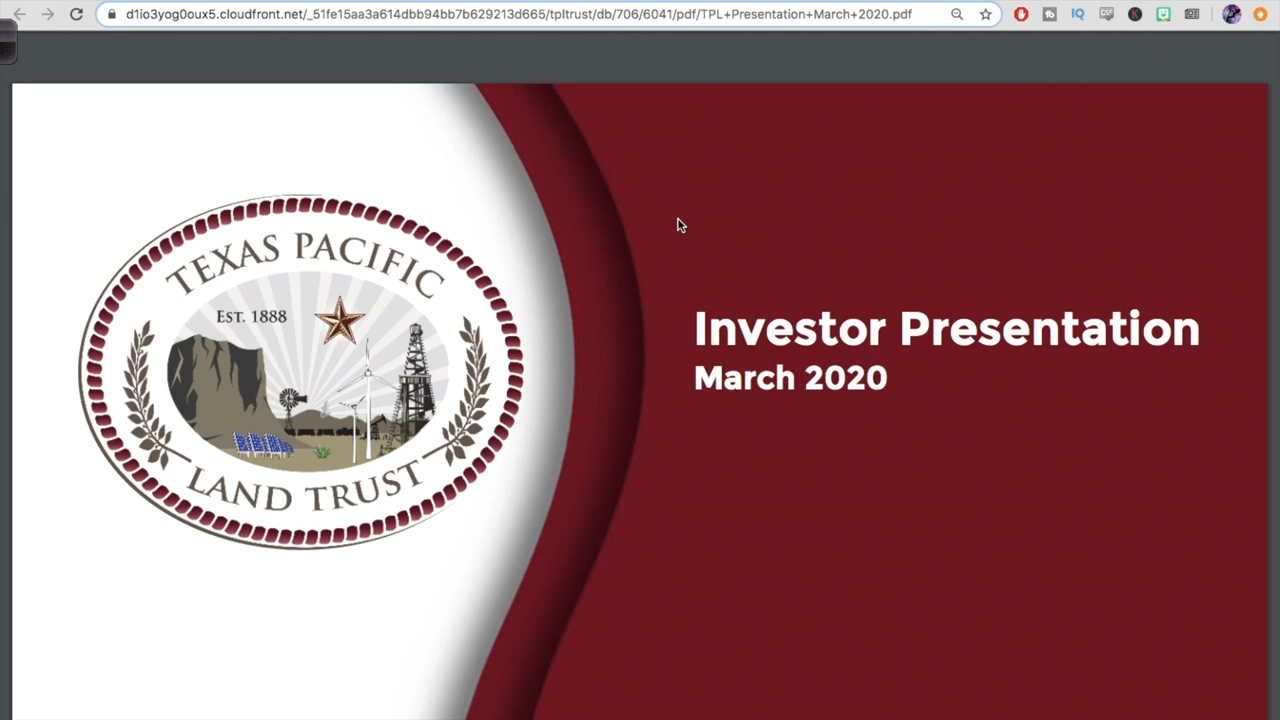 d1io3yog0oux5.cloudfront.net/_51fe15aa3a614dbb94bb7b629213d665/tpltrust/db/706/6041/pdf/TPL+Presentation+March+2020.pdf
TEXAS PACIFIC
EST. 1888
LAND TRUST
Investor Presentation
March 2020